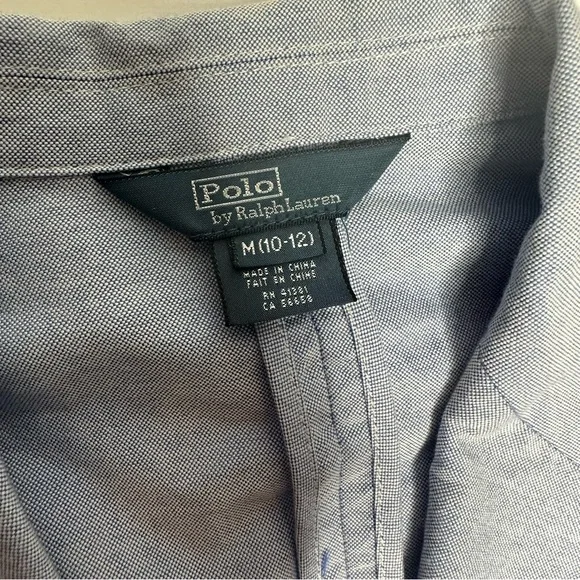 Polo
by Ralph Lauren
M (10-12)
MADE IN CHINA
FAIT EN CHINE
RN 41381
CA 56658